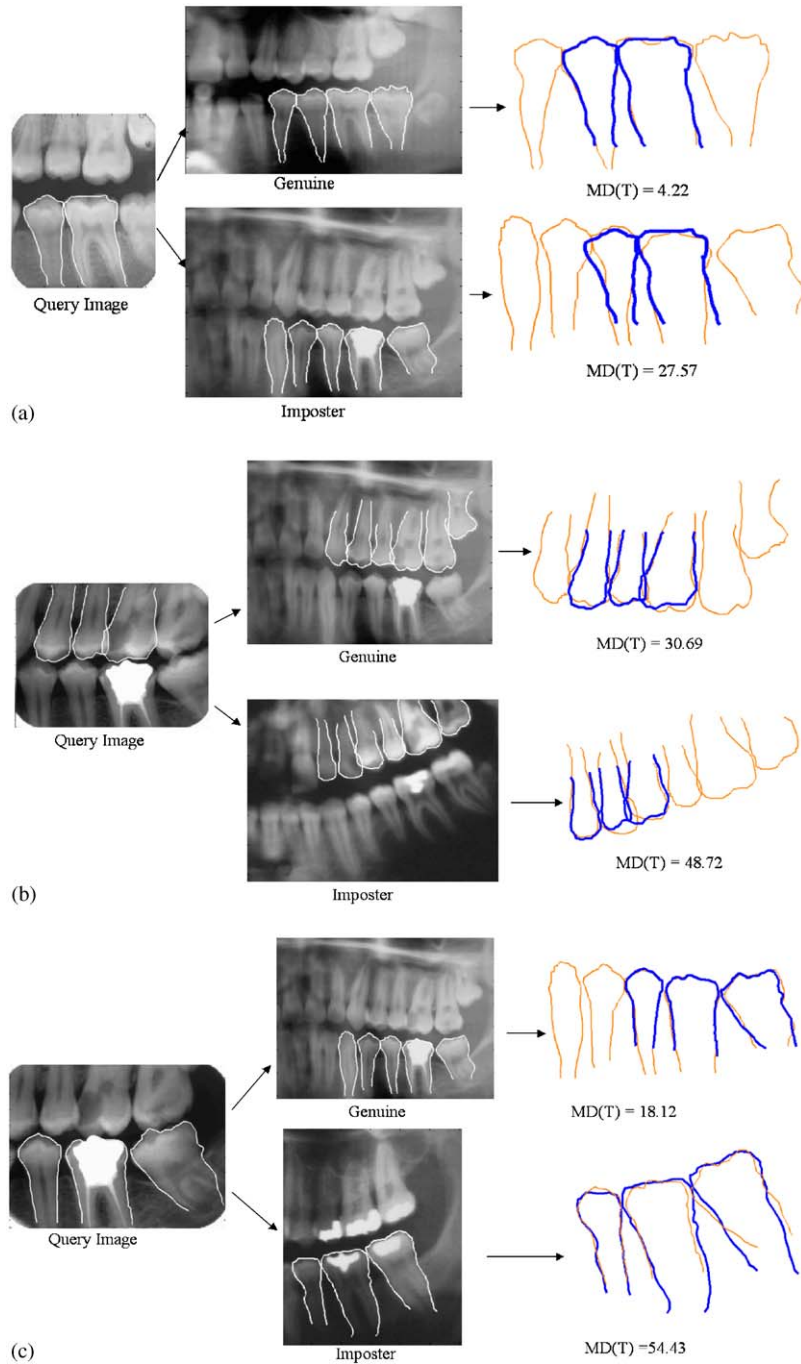 Genuine
MD(T) = 4.22
Query Image
Imposter
MD(T) = 27.57
(a)
Genuine
MD(T) = 30.69
Query Image
Imposter
MD(T) = 48.72
(b)
Genuine
MD(T) = 18.12
Query Image
Imposter
MD(T) =54.43
(c)